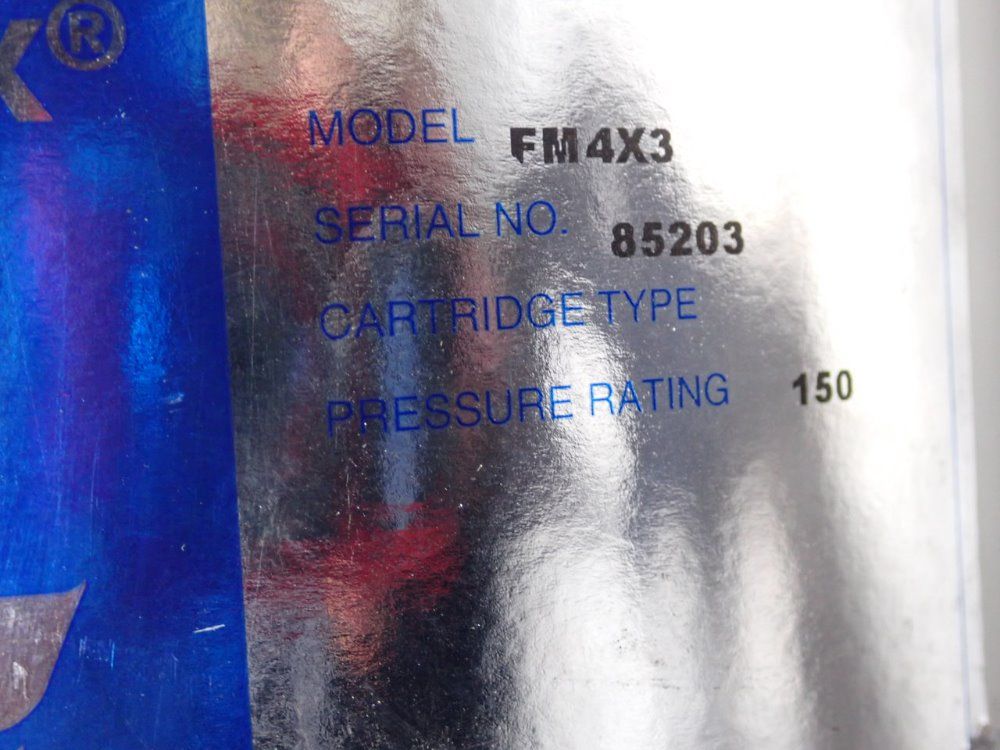 K®
MODEL FM4X3
SERIAL NO. 85203
CARTRIDGE TYPE
PRESSURE RATING 150